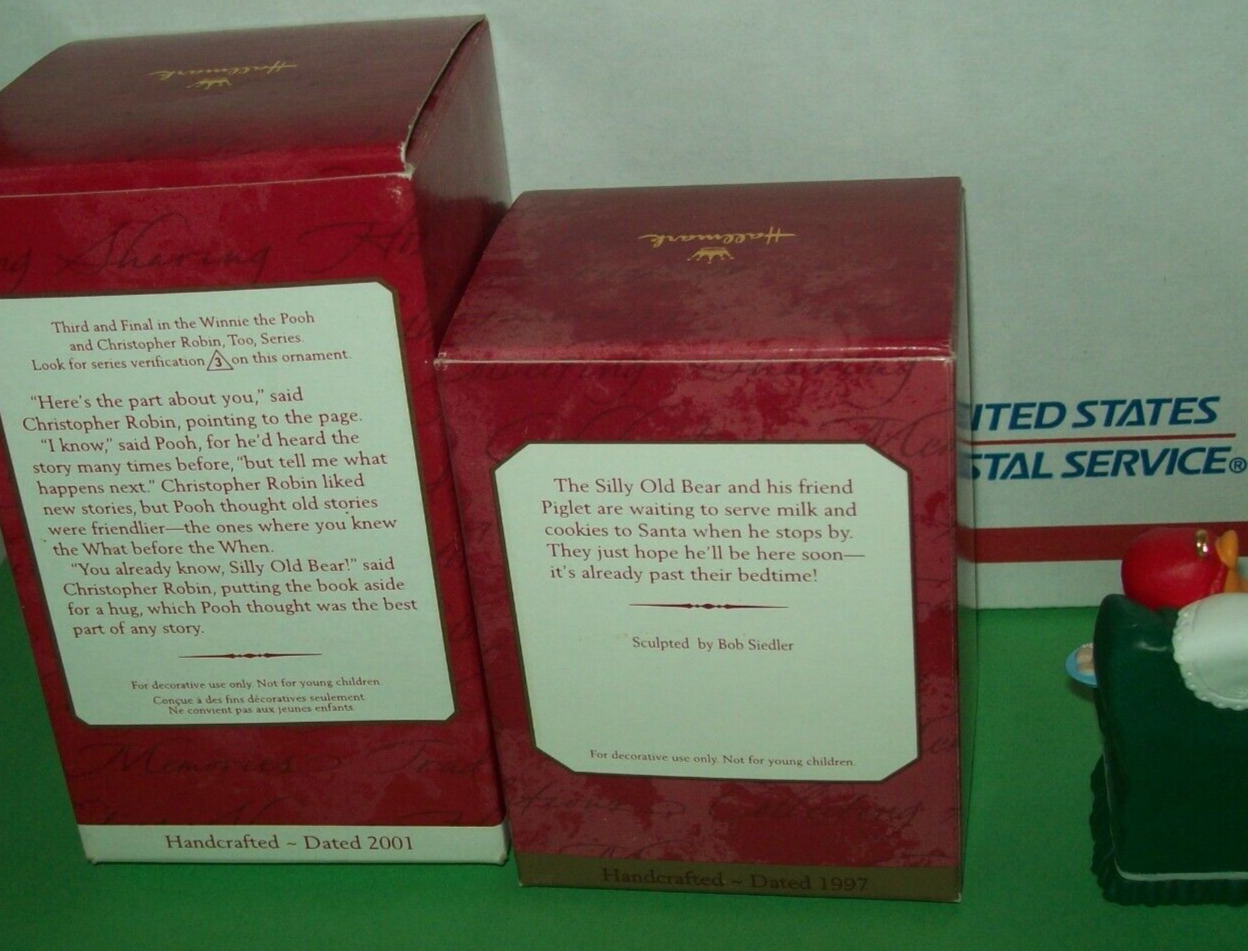 Hallmark
Sharing
Third and Final in the Winnie the Pooh
and Christopher Robin, Too, Series.
Look for series verification 3 on this ornament.
"Here's the part about you," said
Christopher Robin, pointing to the page.
"I know," said Pooh, for he'd heard the
story many times before, "but tell me what
happens next." Christopher Robin liked
new stories, but Pooh thought old stories
were friendlier—the ones where you knew
the What before the When.
"You already know, Silly Old Bear!" said
Christopher Robin, putting the book aside
for a hug, which Pooh thought was the best
part of any story.
For decorative use only. Not for young children.
Conçue à des fins décoratives seulement
Ne convient pas aux jeunes enfants.
Memories
Handcrafted ~ Dated 2001
Hallmark
The Silly Old Bear and his friend
Piglet are waiting to serve milk and
cookies to Santa when he stops by.
They just hope he'll be here soon—
it's already past their bedtime!
Sculpted by Bob Siedler
For decorative use only. Not for young children.
Handcrafted ~ Dated 1997
ITED STATES
STAL SERVICE®